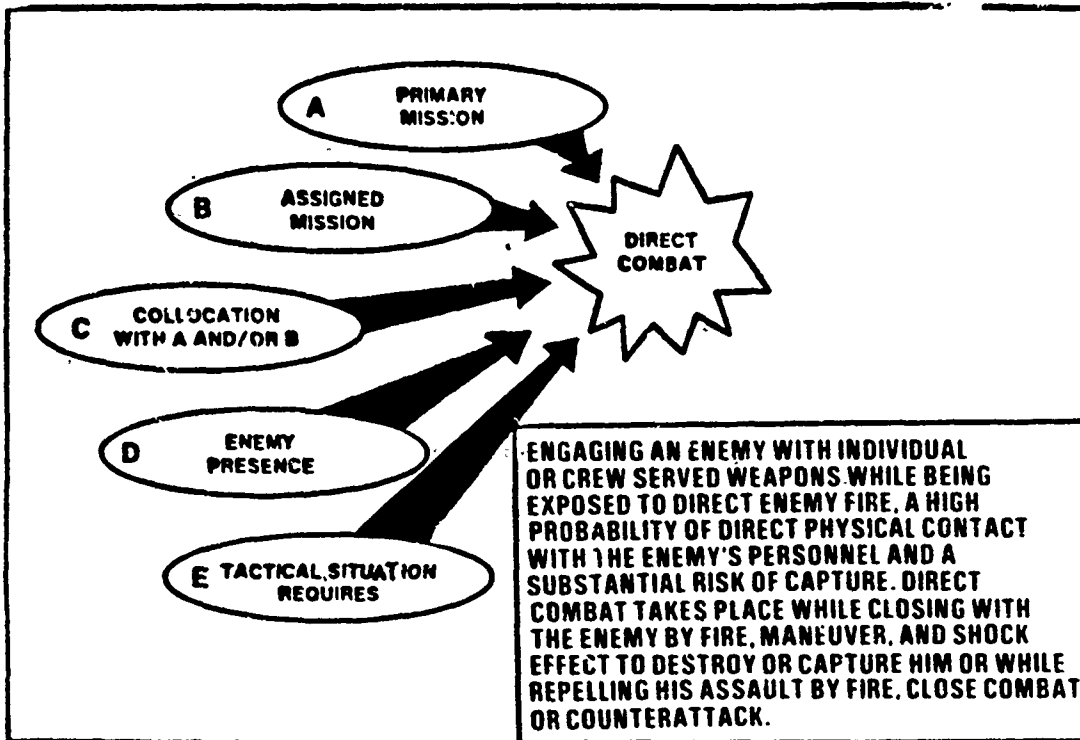 A PRIMARY
MISSION
B ASSIGNED
MISSION
C COLLOCATION
WITH A AND/OR B
D ENEMY
PRESENCE
E TACTICAL SITUATION
REQUIRES
DIRECT
COMBAT
ENGAGING AN ENEMY WITH INDIVIDUAL
OR CREW SERVED WEAPONS WHILE BEING
EXPOSED TO DIRECT ENEMY FIRE, A HIGH
PROBABILITY OF DIRECT PHYSICAL CONTACT
WITH THE ENEMY'S PERSONNEL AND A
SUBSTANTIAL RISK OF CAPTURE. DIRECT
COMBAT TAKES PLACE WHILE CLOSING WITH
THE ENEMY BY FIRE, MANEUVER, AND SHOCK
EFFECT TO DESTROY OR CAPTURE HIM OR WHILE
REPELLING HIS ASSAULT BY FIRE, CLOSE COMBAT
OR COUNTERATTACK.